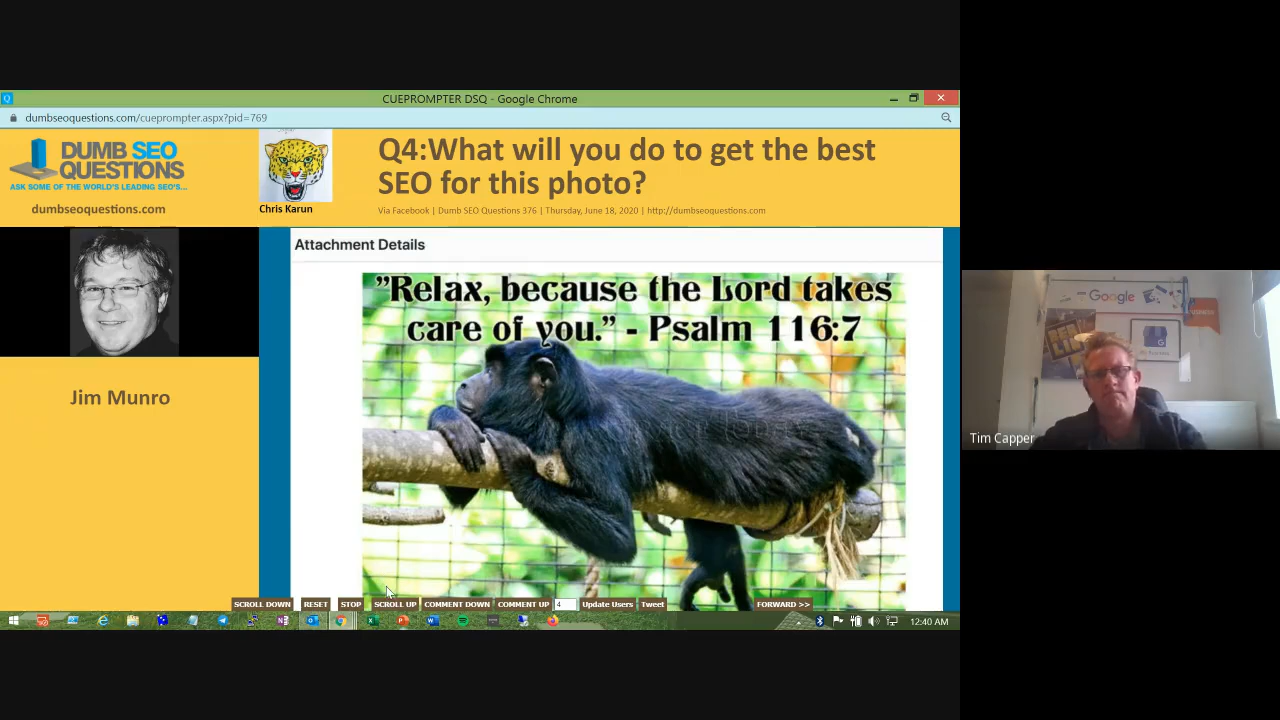 CUEPROMPTER DSQ - Google Chrome
dumbseoquestions.com/cueprompter.aspx?pid=769
DUMB SEO
QUESTIONS
ASK SOME OF THE WORLD'S LEADING SEO'S...
dumbseoquestions.com
Chris Karun
Q4:What will you do to get the best
SEO for this photo?
Via Facebook | Dumb SEO Questions 376 | Thursday, June 18, 2020 | http://dumbseoquestions.com
Jim Munro
Attachment Details
”Relax, because the Lord takes
care of you.” - Psalm 116:7
Google
Tim Capper
SCROLL DOWN RESET STOP SCROLL UP COMMENT DOWN COMMENT UP 4 Update Users Tweet FORWARD >>
12:40 AM